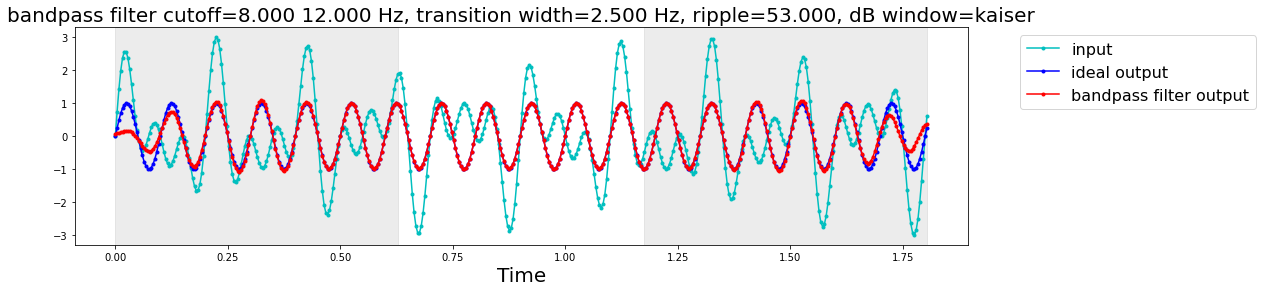 bandpass filter cutoff=8.000 12.000 Hz, transition width=2.500 Hz, ripple=53.000, dB window=kaiser
input
ideal output
bandpass filter output
3
2
1
0
−1
−2
−3
0.00 0.25 0.50 0.75 1.00 1.25 1.50 1.75
Time